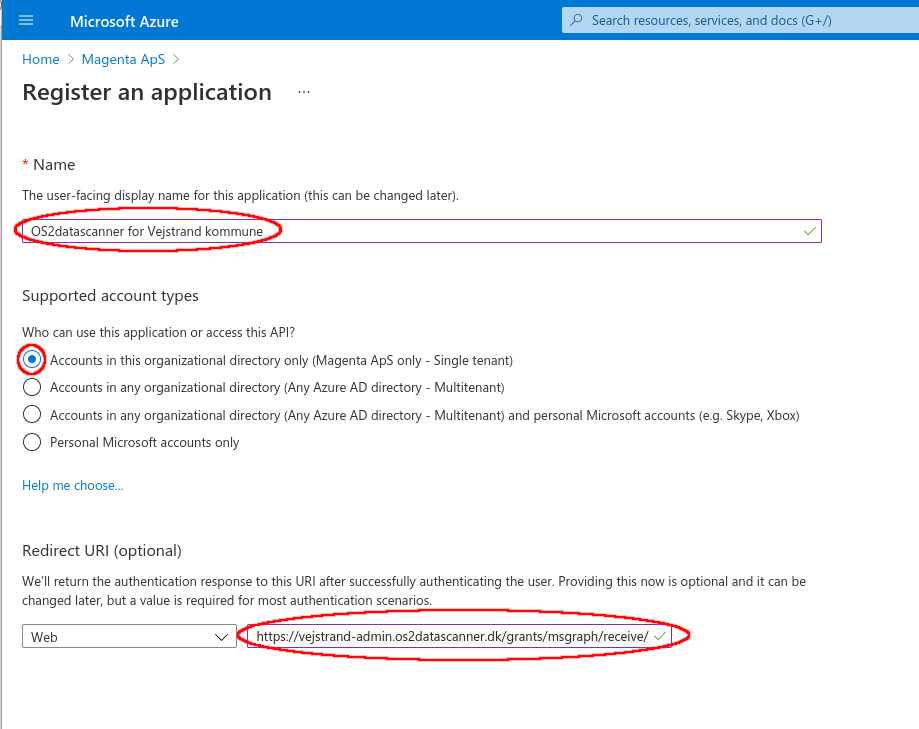 Microsoft Azure
Search resources, services, and docs (G+/)
Home > Magenta ApS >
Register an application ...
* Name
The user-facing display name for this application (this can be changed later).
OS2datascanner for Vejstrand kommune
Supported account types
Who can use this application or access this API?
Accounts in this organizational directory only (Magenta ApS only - Single tenant)
Accounts in any organizational directory (Any Azure AD directory - Multitenant)
Accounts in any organizational directory (Any Azure AD directory - Multitenant) and personal Microsoft accounts (e.g. Skype, Xbox)
Personal Microsoft accounts only
Help me choose...
Redirect URI (optional)
We'll return the authentication response to this URI after successfully authenticating the user. Providing this now is optional and it can be
changed later, but a value is required for most authentication scenarios.
Web https://vejstrand-admin.os2datascanner.dk/grants/msgraph/receive/